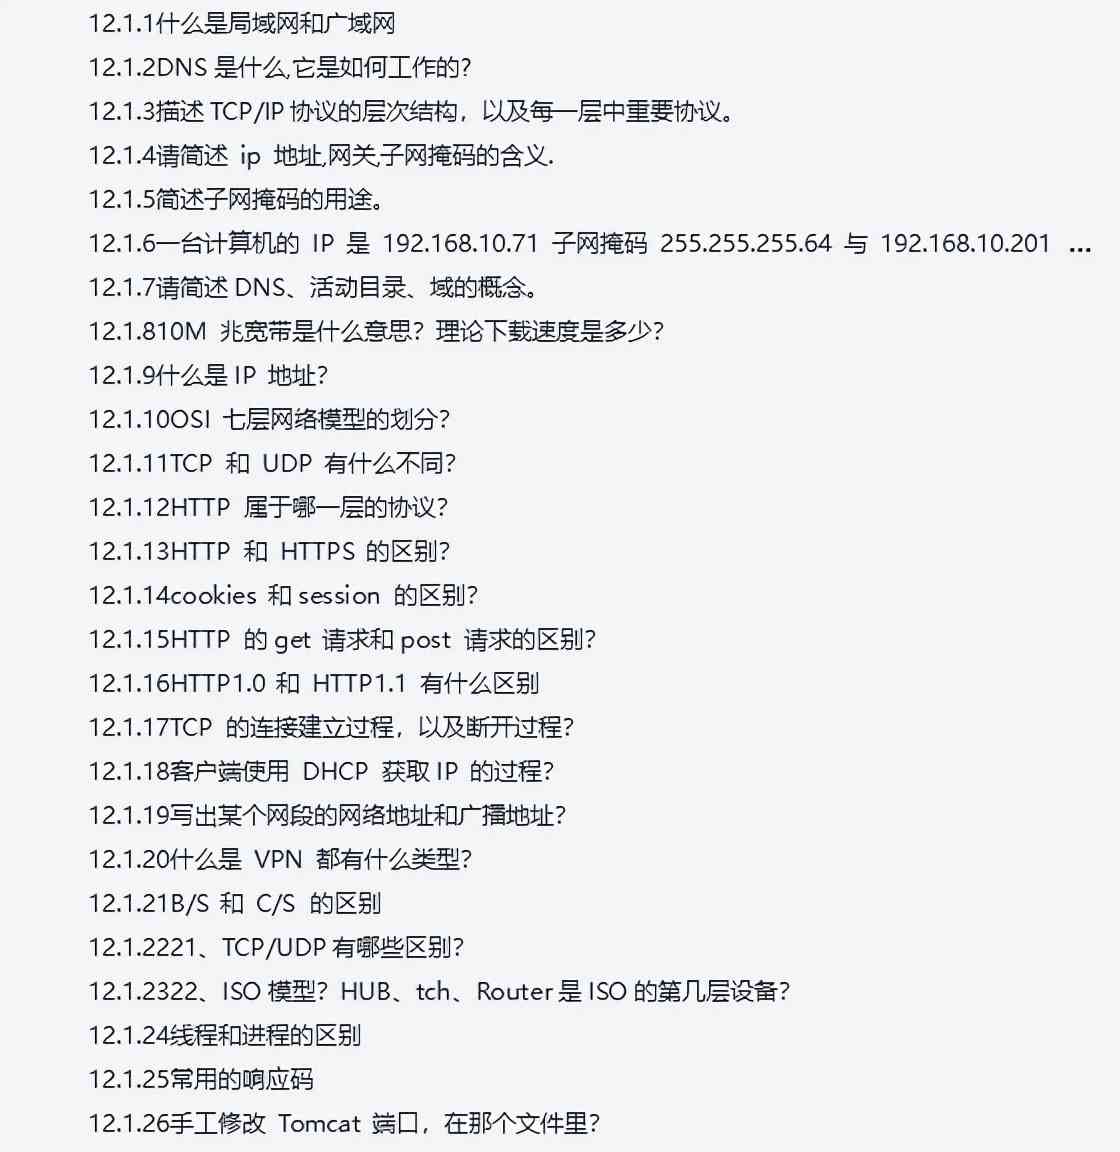 12.1.1什么是局域网和广域网
12.1.2DNS 是什么,它是如何工作的?
12.1.3描述 TCP/IP 协议的层次结构，以及每一层中重要协议。
12.1.4请简述 ip 地址,网关,子网掩码的含义.
12.1.5简述子网掩码的用途。
12.1.6一台计算机的 IP 是 192.168.10.71 子网掩码 255.255.255.64 与 192.168.10.201 ...
12.1.7请简述 DNS、活动目录、域的概念。
12.1.810M 兆宽带是什么意思？理论下载速度是多少？
12.1.9什么是 IP 地址？
12.1.10OSI 七层网络模型的划分？
12.1.11TCP 和 UDP 有什么不同？
12.1.12HTTP 属于哪一层的协议？
12.1.13HTTP 和 HTTPS 的区别？
12.1.14cookies 和 session 的区别？
12.1.15HTTP 的 get 请求和 post 请求的区别？
12.1.16HTTP1.0 和 HTTP1.1 有什么区别
12.1.17TCP 的连接建立过程，以及断开过程？
12.1.18客户端使用 DHCP 获取 IP 的过程？
12.1.19写出某个网段的网络地址和广播地址？
12.1.20什么是 VPN 都有什么类型？
12.1.21B/S 和 C/S 的区别
12.1.2221、TCP/UDP 有哪些区别？
12.1.2322、ISO 模型？HUB、tch、Router 是 ISO 的第几层设备？
12.1.24线程和进程的区别
12.1.25常用的响应码
12.1.26手工修改 Tomcat 端口，在那个文件里？